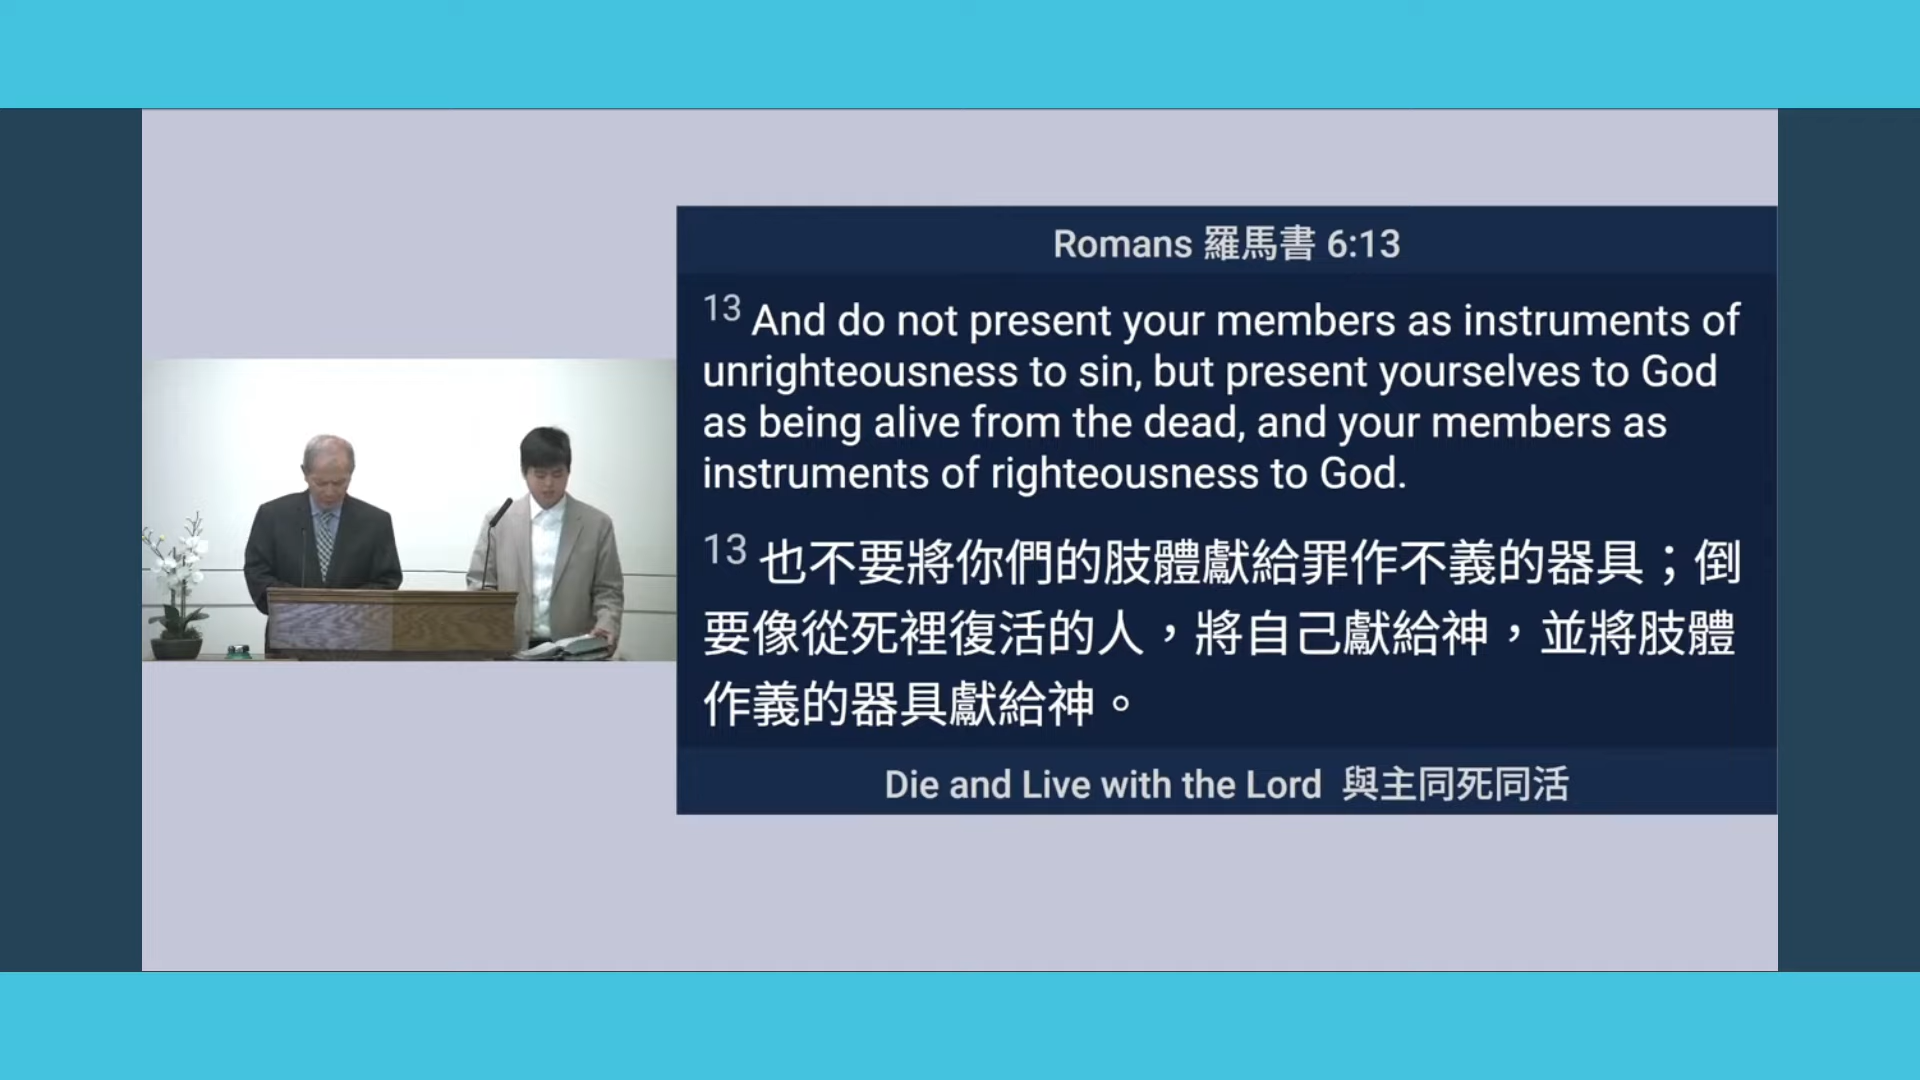 Romans 羅馬書 6:13
13 And do not present your members as instruments of
unrighteousness to sin, but present yourselves to God
as being alive from the dead, and your members as
instruments of righteousness to God.
13 也不要將你們的肢體獻給罪作不義的器具；倒
要像從死裡復活的人，將自己獻給神，並將肢體
作義的器具獻給神。
Die and Live with the Lord 與主同死同活